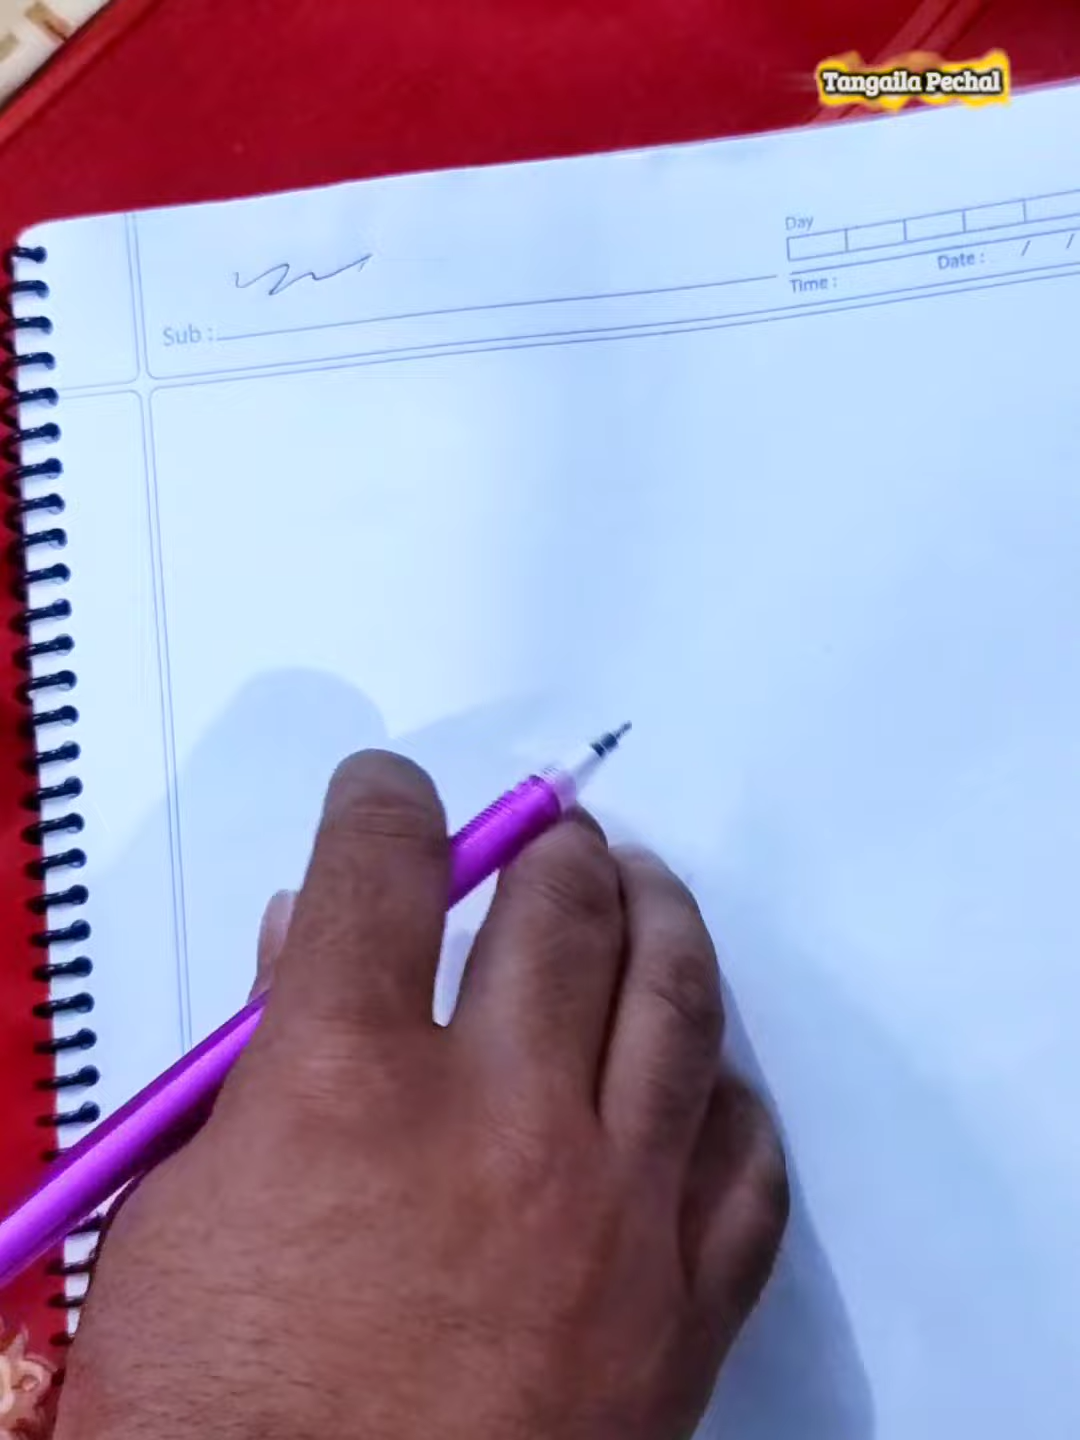 Tangaila Pechal
Day
Date : / /
Time :
Sub :